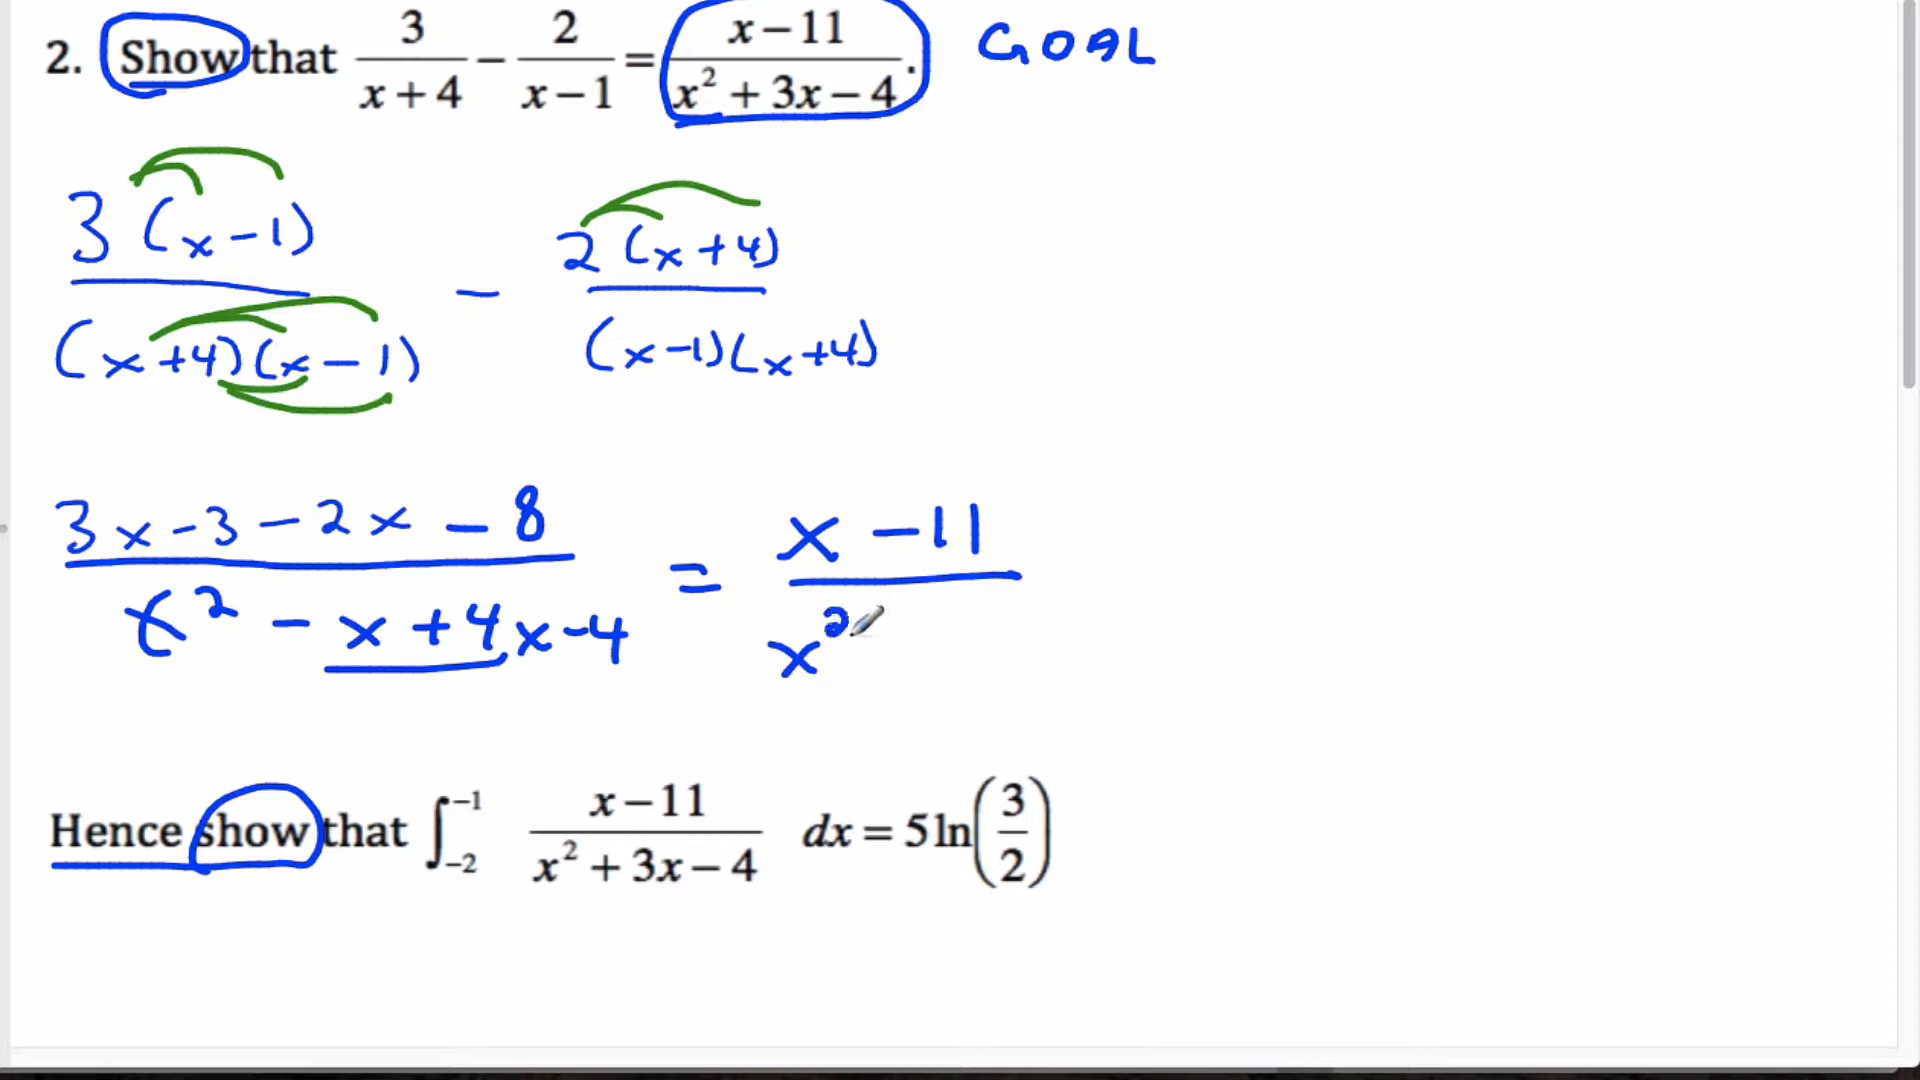 2. Show that 3/(x+4) − 2/(x−1) = (x−11)/(x² + 3x − 4). GOAL
3(x−1)/((x+4)(x−1)) − 2(x+4)/((x−1)(x+4))
(3x−3−2x−8)/(x² − x+4x−4) = (x−11)/x²
Hence show that ∫₋₂⁻¹ (x−11)/(x² + 3x − 4) dx = 5 ln(3/2)